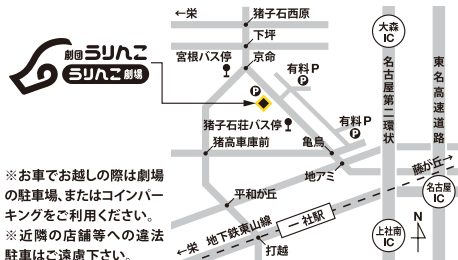 ←栄
猪子石西原
下坪
宮根バス停
京命
有料P
P
劇団うりんこ
うりんこ劇場
P
大森
IC
名古屋第二環状
東名高速道路
猪子石荘バス停
有料P
P
猪高車庫前
亀鳥
地アミ
藤が丘→
名古屋
IC
平和が丘
一社駅
←栄 地下鉄東山線
打越
上社南
IC
N
※お車でお越しの際は劇場
の駐車場、またはコインパー
キングをご利用ください。
※近隣の店舗等への違法
駐車はご遠慮下さい。